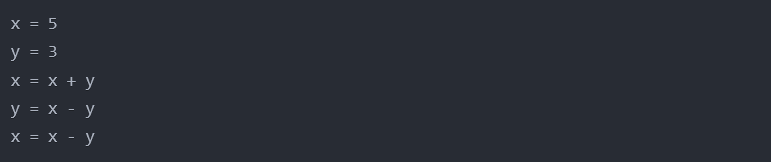 x = 5
y = 3
x = x + y
y = x - y
x = x - y